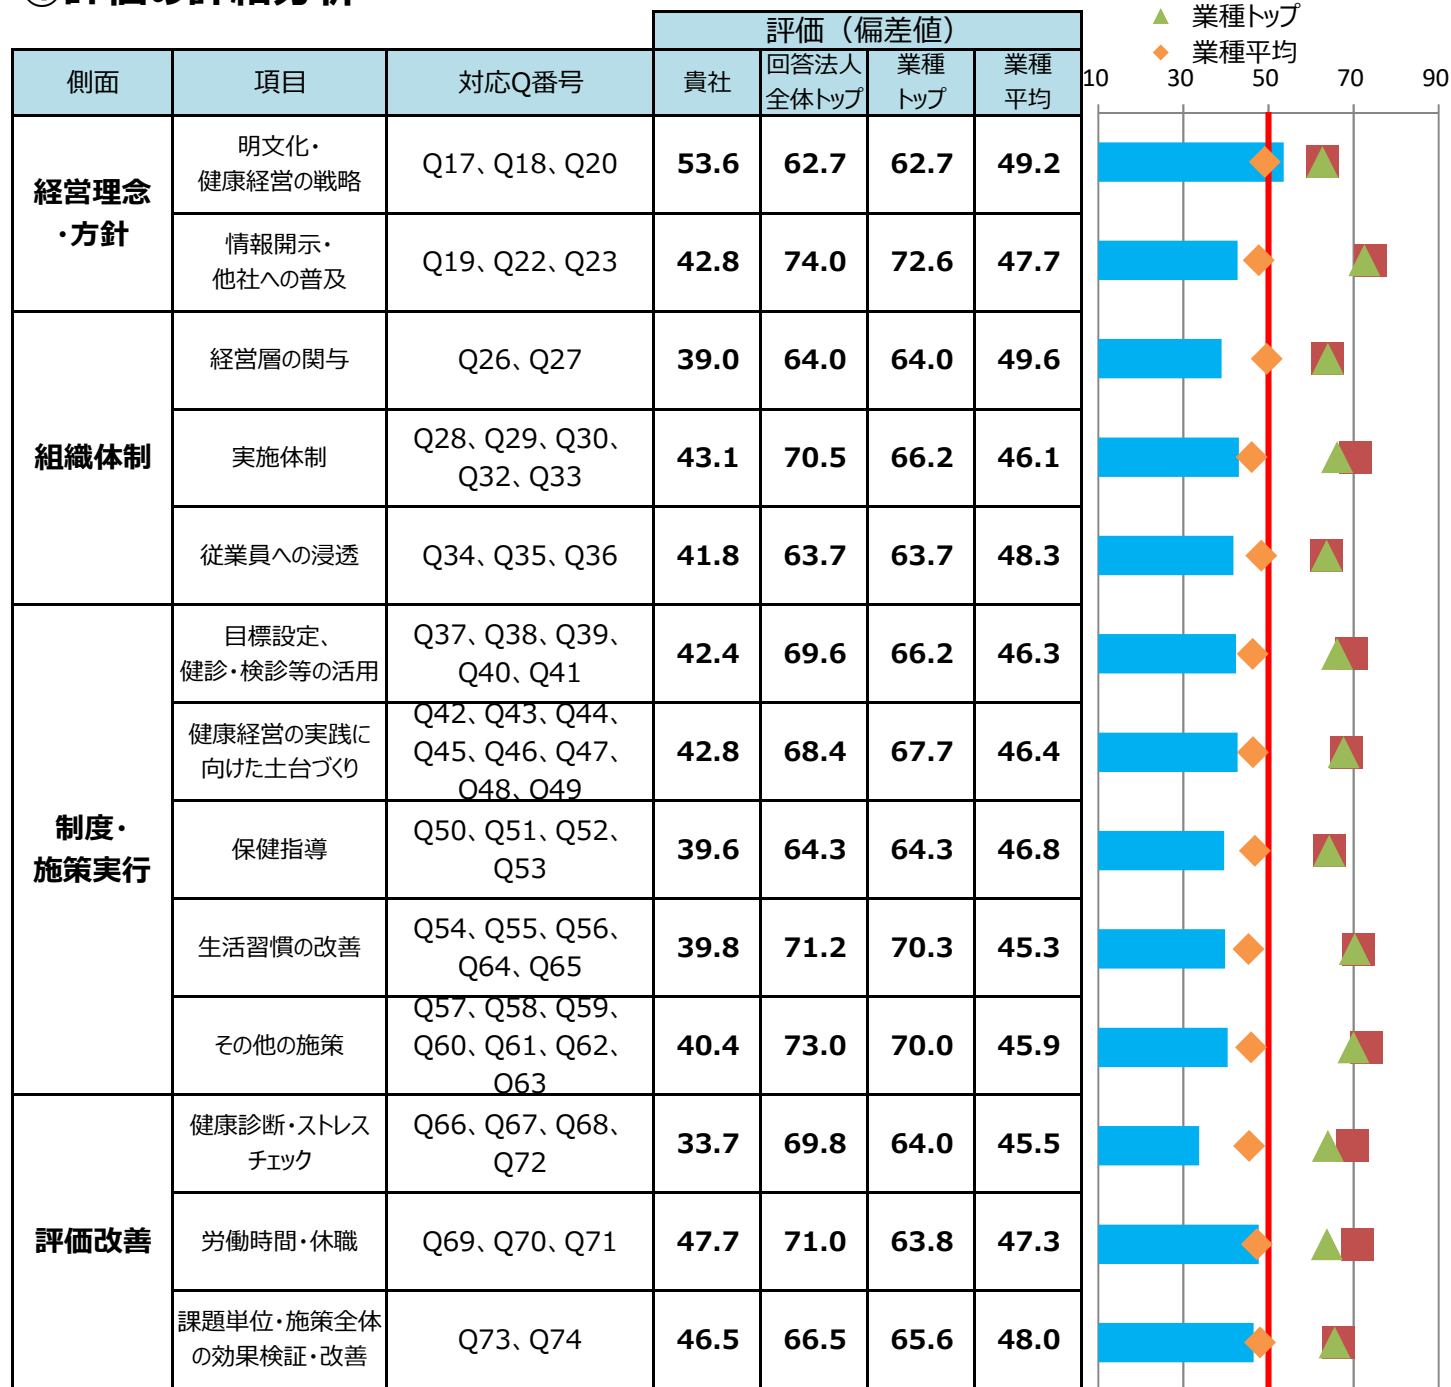 評価（偏差値）
▲ 業種トップ
◆ 業種平均
側面 項目 対応Q番号 貴社 回答法人 業種 業種
全体トップ トップ 平均
10 30 50 70 90
経営理念
・方針
明文化・
健康経営の戦略
Q17、Q18、Q20
53.6 62.7 62.7 49.2
情報開示・
他社への普及
Q19、Q22、Q23
42.8 74.0 72.6 47.7
組織体制
経営層の関与
Q26、Q27
39.0 64.0 64.0 49.6
実施体制
Q28、Q29、Q30、
Q32、Q33
43.1 70.5 66.2 46.1
従業員への浸透
Q34、Q35、Q36
41.8 63.7 63.7 48.3
制度・
施策実行
目標設定、
健診・検診等の活用
Q37、Q38、Q39、
Q40、Q41
42.4 69.6 66.2 46.3
健康経営の実践に
向けた土台づくり
Q42、Q43、Q44、
Q45、Q46、Q47、
Q48、Q49
42.8 68.4 67.7 46.4
保健指導
Q50、Q51、Q52、
Q53
39.6 64.3 64.3 46.8
生活習慣の改善
Q54、Q55、Q56、
Q64、Q65
39.8 71.2 70.3 45.3
その他の施策
Q57、Q58、Q59、
Q60、Q61、Q62、
Q63
40.4 73.0 70.0 45.9
評価改善
健康診断・ストレス
チェック
Q66、Q67、Q68、
Q72
33.7 69.8 64.0 45.5
労働時間・休職
Q69、Q70、Q71
47.7 71.0 63.8 47.3
課題単位・施策全体
の効果検証・改善
Q73、Q74
46.5 66.5 65.6 48.0